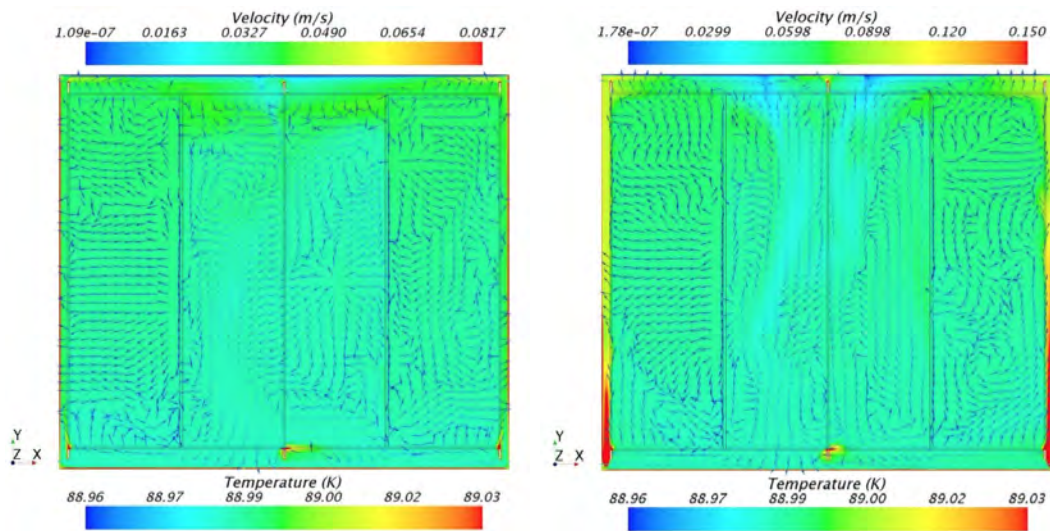 Velocity (m/s)
1.09e-07 0.0163 0.0327 0.0490 0.0654 0.0817
Y
Z X
Temperature (K)
88.96 88.97 88.99 89.00 89.02 89.03
Velocity (m/s)
1.78e-07 0.0299 0.0598 0.0898 0.120 0.150
Y
Z X
Temperature (K)
88.96 88.97 88.99 89.00 89.02 89.03